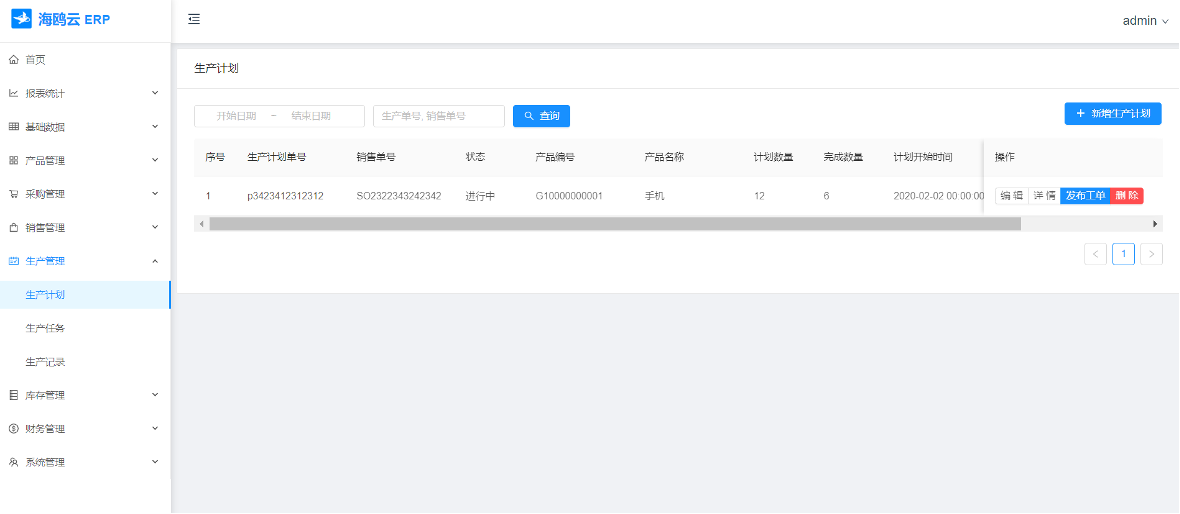 海鸥云 ERP
admin
首页
报表统计
基础数据
产品管理
采购管理
销售管理
生产管理
生产计划
生产任务
生产记录
库存管理
财务管理
系统管理
生产计划
开始日期 ~ 结束日期 生产单号, 销售单号 查询 新增生产计划
序号 生产计划单号 销售单号 状态 产品编号 产品名称 计划数量 完成数量 计划开始时间 操作
1 p3423412312312 SO2322343242342 进行中 G10000000001 手机 12 6 2020-02-02 00:00:00 编辑 详情 发布工单 删除
1